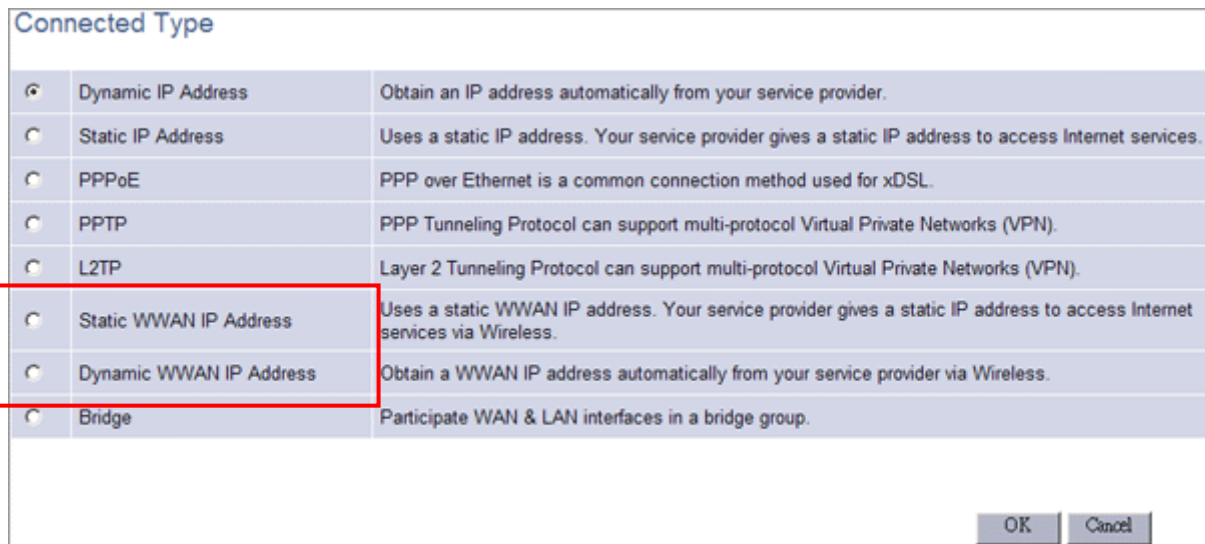 Connected Type
Dynamic IP Address Obtain an IP address automatically from your service provider.
Static IP Address Uses a static IP address. Your service provider gives a static IP address to access Internet services.
PPPoE PPP over Ethernet is a common connection method used for xDSL.
PPTP PPP Tunneling Protocol can support multi-protocol Virtual Private Networks (VPN).
L2TP Layer 2 Tunneling Protocol can support multi-protocol Virtual Private Networks (VPN).
Static WWAN IP Address Uses a static WWAN IP address. Your service provider gives a static IP address to access Internet
services via Wireless.
Dynamic WWAN IP Address Obtain a WWAN IP address automatically from your service provider via Wireless.
Bridge Participate WAN & LAN interfaces in a bridge group.
OK Cancel